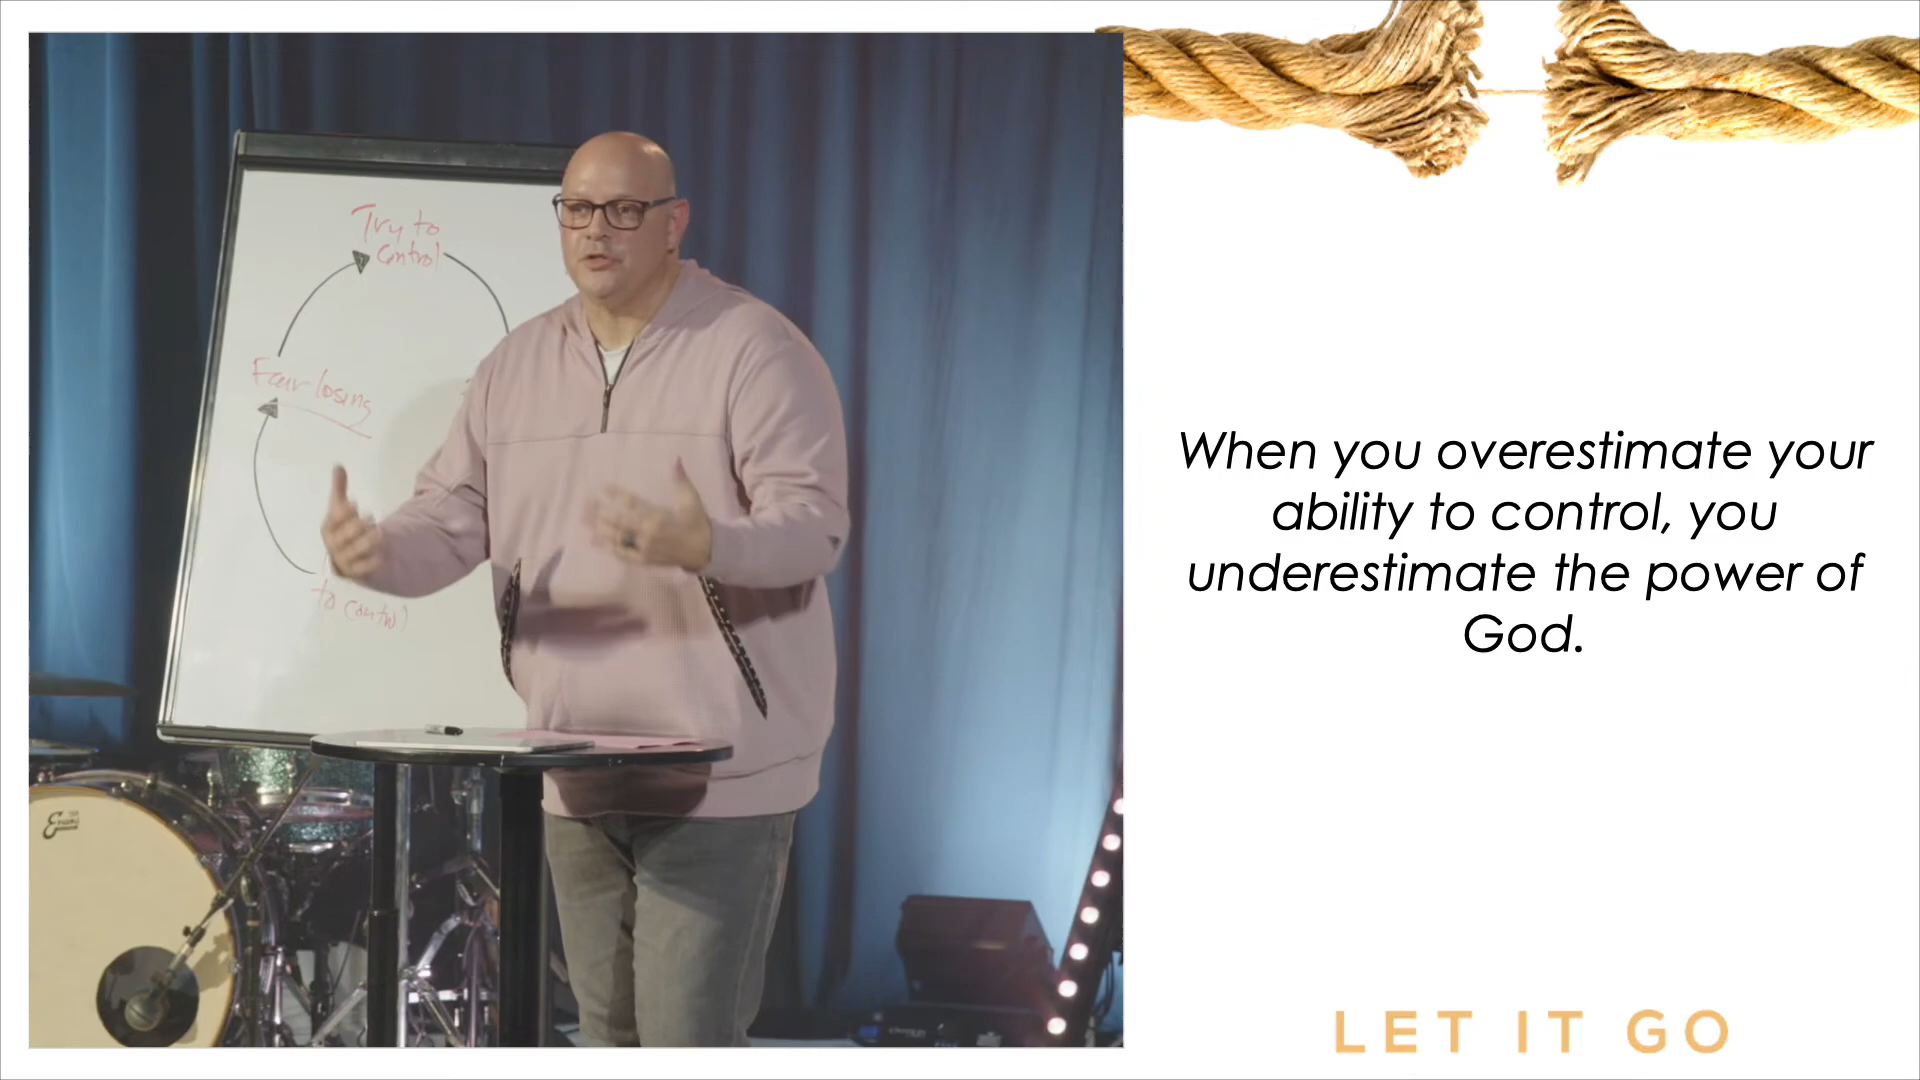 Try to
control
Fear losing
to control
When you overestimate your
ability to control, you
underestimate the power of
God.
LET IT GO